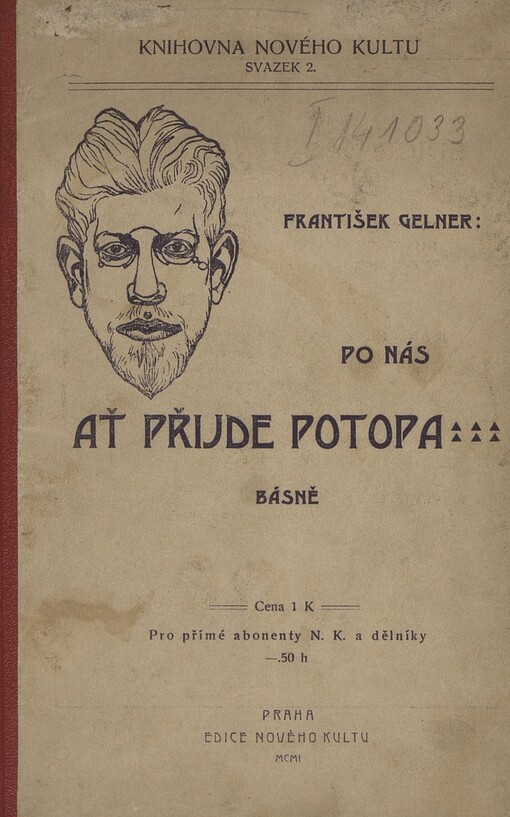 KNIHOVNA NOVÉHO KULTU
SVAZEK 2.
I 141033
FRANTIŠEK GELNER:
PO NÁS
AŤ PŘIJDE POTOPA
BÁSNĚ
Cena 1 K
Pro přímé abonenty N. K. a dělníky
—.50 h
PRAHA
EDICE NOVÉHO KULTU
MCMI